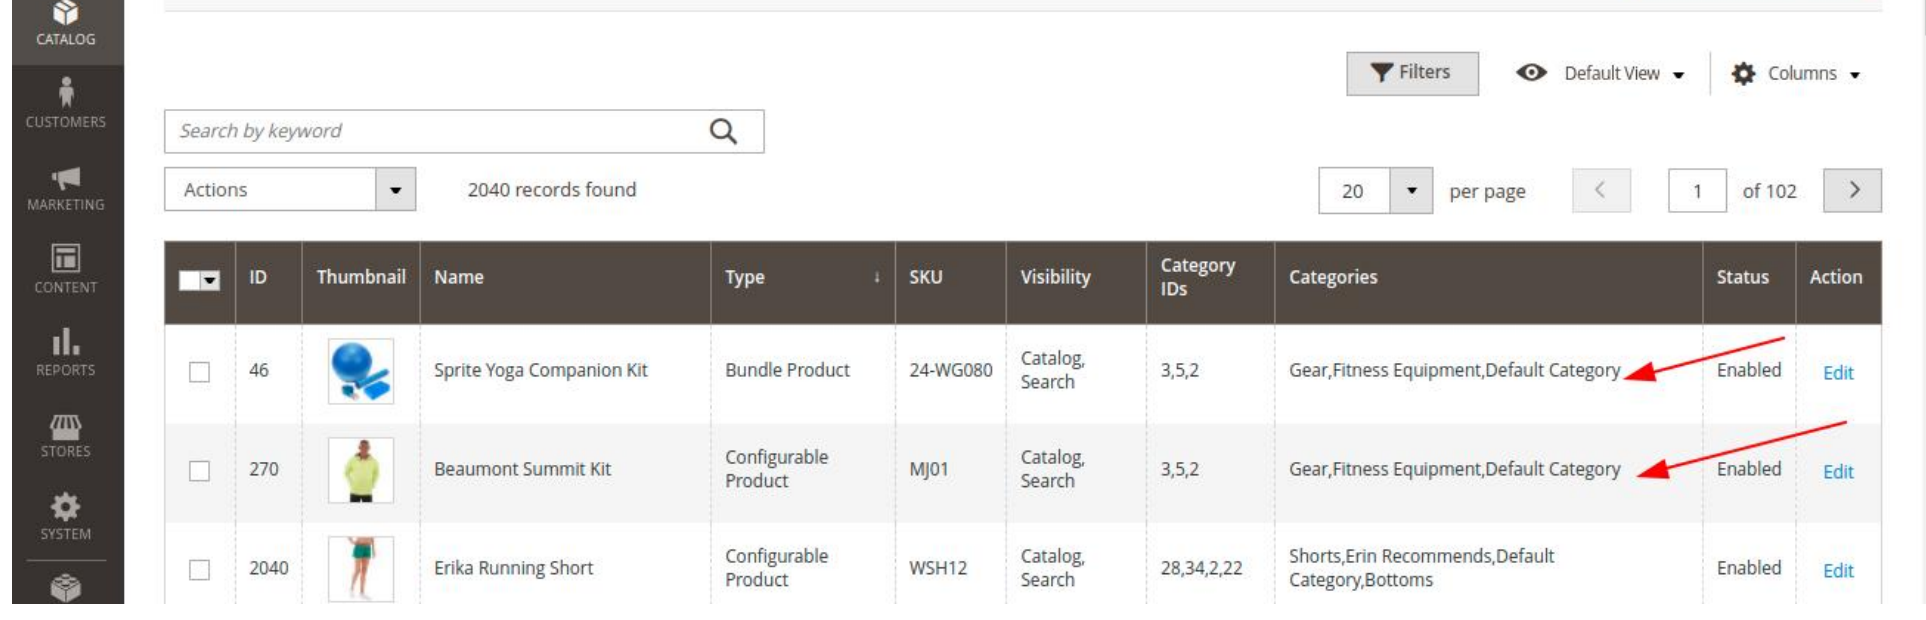 CATALOG
CUSTOMERS
MARKETING
CONTENT
REPORTS
STORES
SYSTEM
Filters
Default View
Columns
Search by keyword
Actions
2040 records found
20
per page
1
of 102
ID
Thumbnail
Name
Type
↓
SKU
Visibility
Category
IDs
Categories
Status
Action
46
Sprite Yoga Companion Kit
Bundle Product
24-WG080
Catalog,
Search
3,5,2
Gear,Fitness Equipment,Default Category
Enabled
Edit
270
Beaumont Summit Kit
Configurable
Product
MJ01
Catalog,
Search
3,5,2
Gear,Fitness Equipment,Default Category
Enabled
Edit
2040
Erika Running Short
Configurable
Product
WSH12
Catalog,
Search
28,34,2,22
Shorts,Erin Recommends,Default
Category,Bottoms
Enabled
Edit